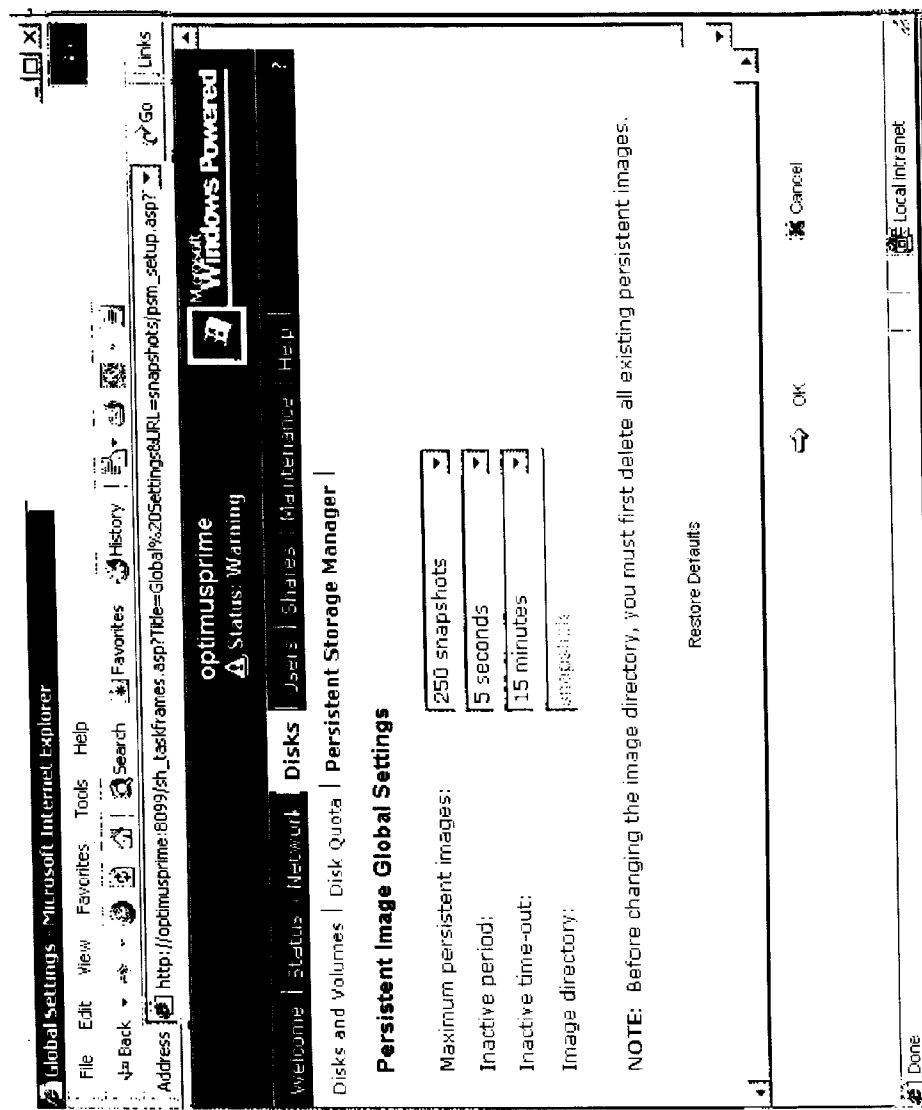 Global Settings - Microsoft Internet Explorer
File Edit View Favorites Tools Help
Back Search Favorites History
Address http://optimusprime:8099/sh_taskframes.asp?Title=Global%20Settings&URL=snapshots/psm_setup.asp? Go Links
optimusprime
Status: Warning
Microsoft
Windows Powered
Welcome | Status | Network | Disks | Users | Shares | Maintenance | Help | ?
Disks and Volumes | Disk Quota | Persistent Storage Manager |
Persistent Image Global Settings
Maximum persistent images: 250 snapshots
Inactive period: 5 seconds
Inactive time-out: 15 minutes
Image directory: snapshots
NOTE: Before changing the image directory, you must first delete all existing persistent images.
Restore Defaults
OK Cancel
Done Local intranet